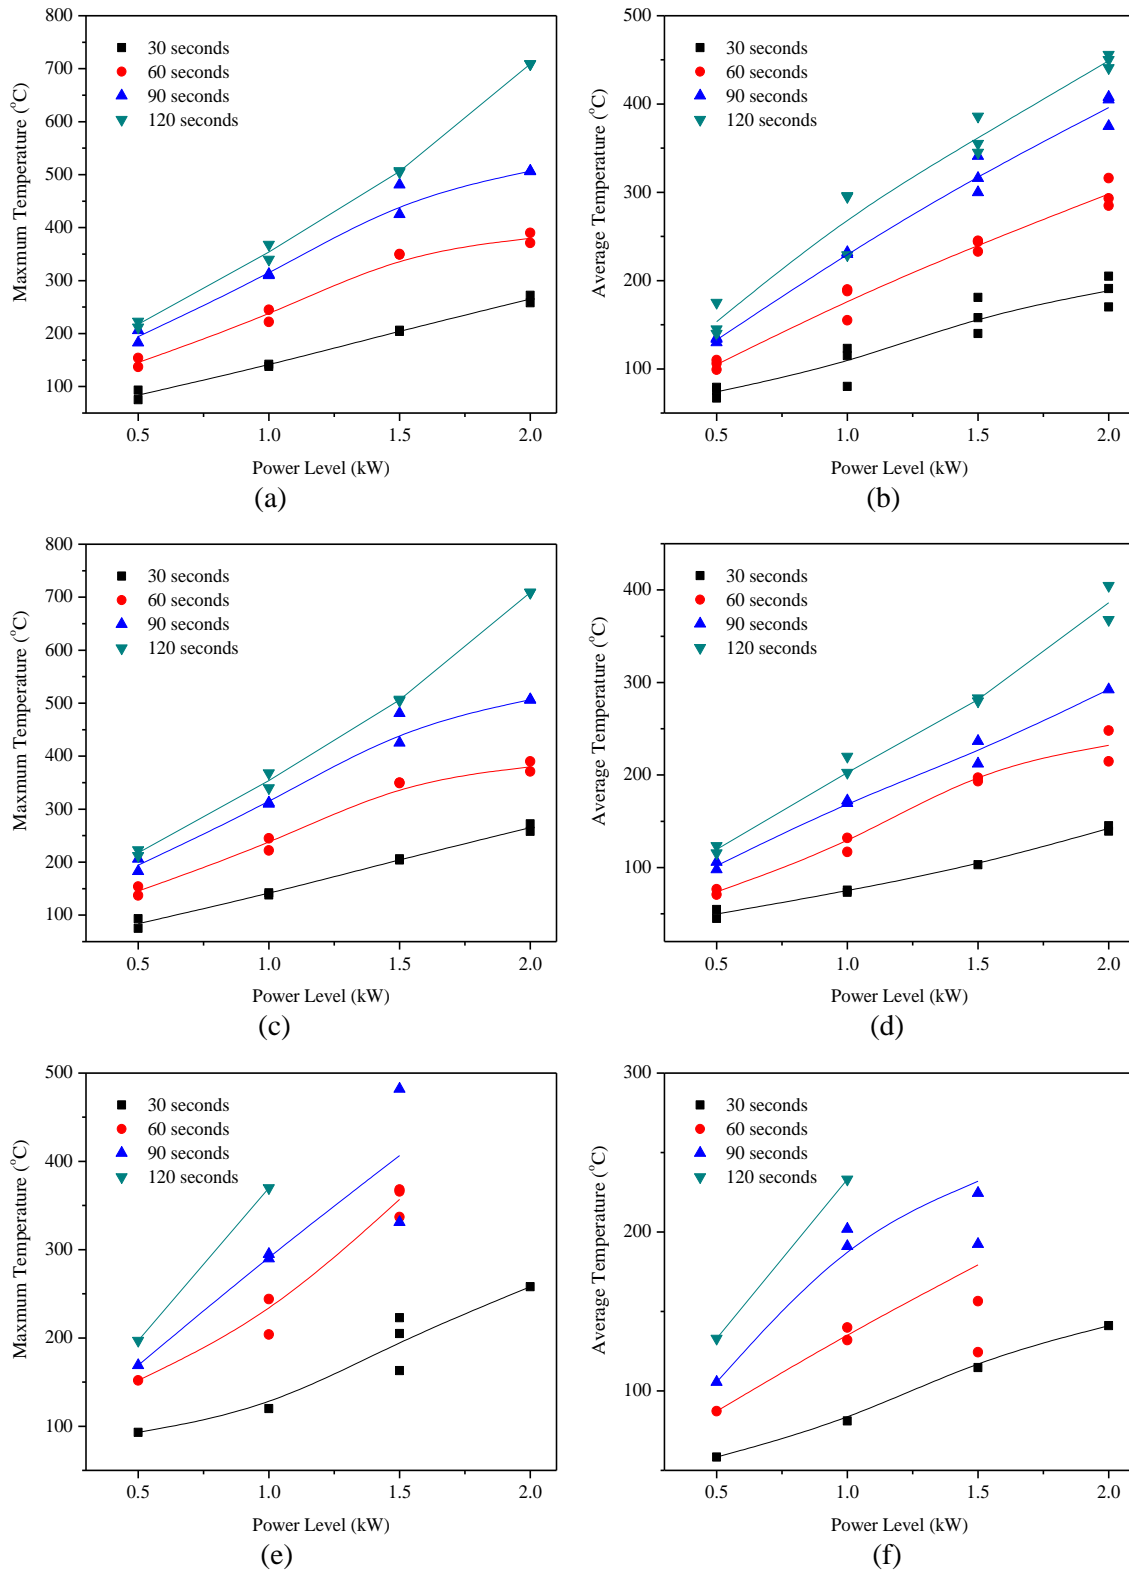 800
700
600
500
400
300
200
100
0.5 1.0 1.5 2.0
Maxmum Temperature (°C)
30 seconds
60 seconds
90 seconds
120 seconds
Power Level (kW)
(a)
500
400
300
200
100
0.5 1.0 1.5 2.0
Average Temperature (°C)
30 seconds
60 seconds
90 seconds
120 seconds
Power Level (kW)
(b)
800
700
600
500
400
300
200
100
0.5 1.0 1.5 2.0
Maxmum Temperature (°C)
30 seconds
60 seconds
90 seconds
120 seconds
Power Level (kW)
(c)
400
300
200
100
0.5 1.0 1.5 2.0
Average Temperature (°C)
30 seconds
60 seconds
90 seconds
120 seconds
Power Level (kW)
(d)
500
400
300
200
100
0.5 1.0 1.5 2.0
Maxmum Temperature (°C)
30 seconds
60 seconds
90 seconds
120 seconds
Power Level (kW)
(e)
300
200
100
0.5 1.0 1.5 2.0
Average Temperature (°C)
30 seconds
60 seconds
90 seconds
120 seconds
Power Level (kW)
(f)